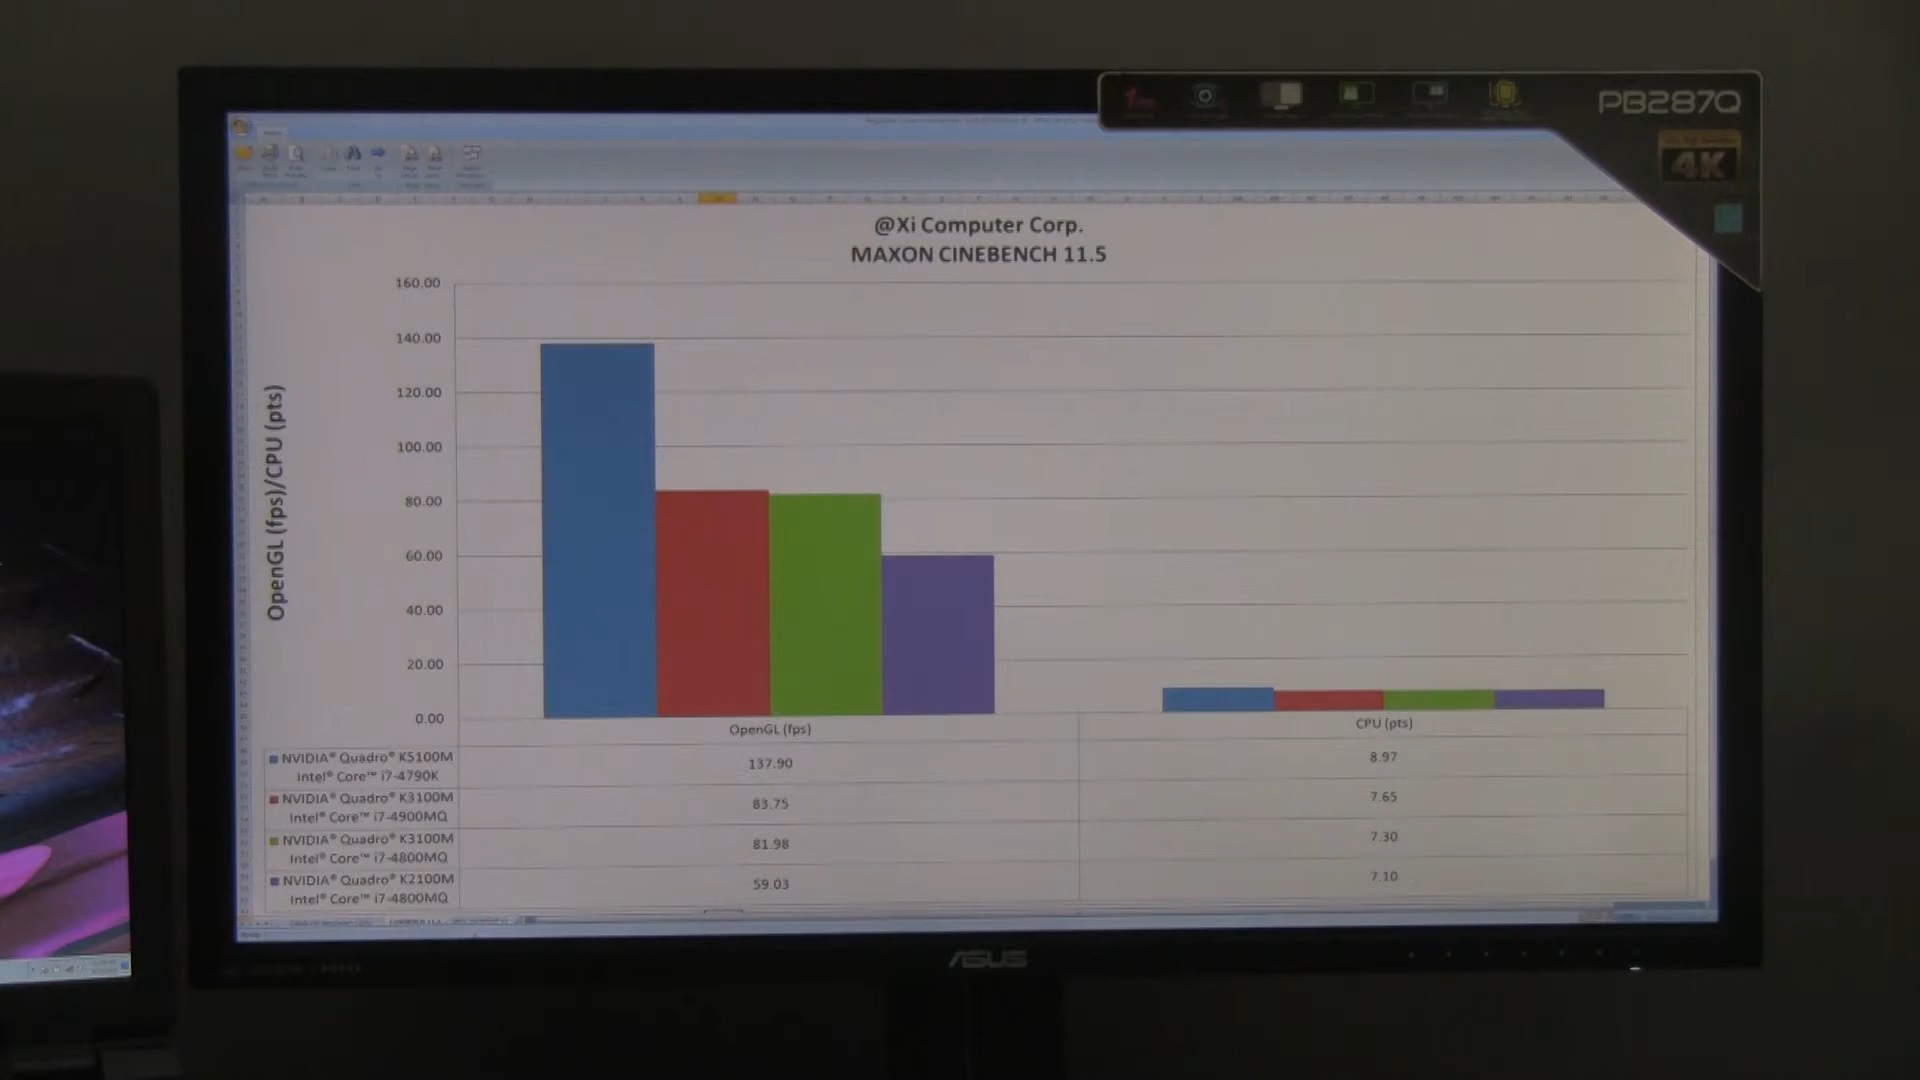 PB287Q
4K
@Xi Computer Corp.
MAXON CINEBENCH 11.5
OpenGL (fps)/CPU (pts)
160.00
140.00
120.00
100.00
80.00
60.00
40.00
20.00
0.00
OpenGL (fps)
CPU (pts)
NVIDIA® Quadro® K5100M
Intel® Core™ i7-4790K
137.90
8.97
NVIDIA® Quadro® K3100M
Intel® Core™ i7-4900MQ
83.75
7.65
NVIDIA® Quadro® K3100M
Intel® Core™ i7-4800MQ
81.98
7.30
NVIDIA® Quadro® K2100M
Intel® Core™ i7-4800MQ
59.03
7.10
ASUS